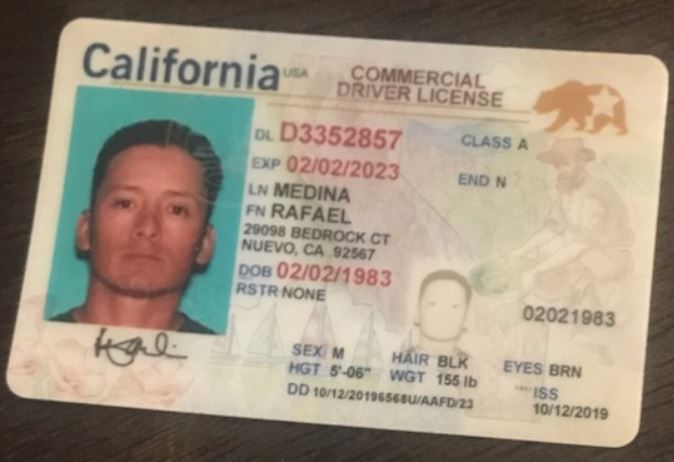 California USA
COMMERCIAL
DRIVER LICENSE
DL D3352857
CLASS A
EXP 02/02/2023
END N
LN MEDINA
FN RAFAEL
29098 BEDROCK CT
NUEVO, CA 92567
DOB 02/02/1983
RSTR NONE
02021983
SEX M
HAIR BLK
EYES BRN
HGT 5'-06"
WGT 155 lb
ISS
DD 10/12/20196568U/AAFD/23
10/12/2019